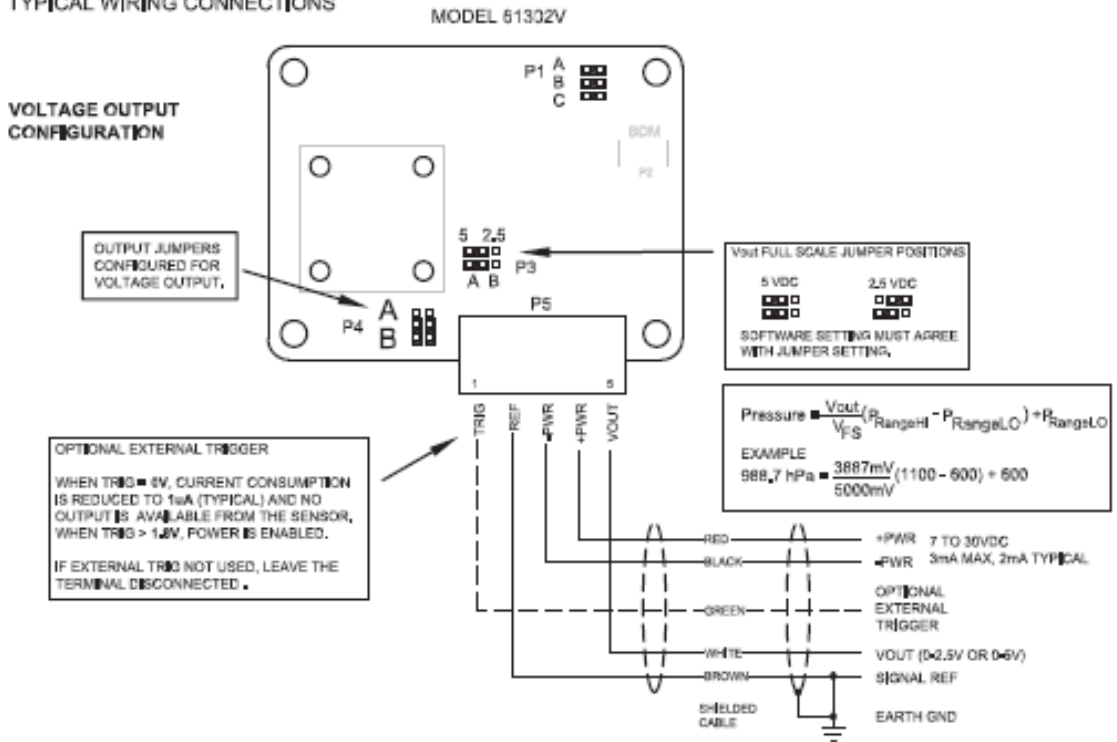 TYPICAL WIRING CONNECTIONS
MODEL 61302V
VOLTAGE OUTPUT
CONFIGURATION
P1
A
B
C
BDM
P2
OUTPUT JUMPERS
CONFIGURED FOR
VOLTAGE OUTPUT.
5 2.5
P3
A B
P4
A
B
P5
1
5
TRIG
REF
-PWR
+PWR
VOUT
Vout FULL SCALE JUMPER POSITIONS
5 VDC
2.5 VDC
SOFTWARE SETTING MUST AGREE
WITH JUMPER SETTING.
Pressure = Vout/VFS (PRangeHI - PRangeLO) + PRangeLO
EXAMPLE
988.7 hPa = 3887mV/5000mV (1100 - 600) + 600
OPTIONAL EXTERNAL TRIGGER
WHEN TRIG = 0V, CURRENT CONSUMPTION
IS REDUCED TO 1uA (TYPICAL) AND NO
OUTPUT IS AVAILABLE FROM THE SENSOR.
WHEN TRIG > 1.8V, POWER IS ENABLED.
IF EXTERNAL TRIG NOT USED, LEAVE THE
TERMINAL DISCONNECTED.
RED
+PWR 7 TO 30VDC
BLACK
-PWR 3mA MAX, 2mA TYPICAL
GREEN
OPTIONAL
EXTERNAL
TRIGGER
WHITE
VOUT (0-2.5V OR 0-5V)
BROWN
SIGNAL REF
SHIELDED
CABLE
EARTH GND